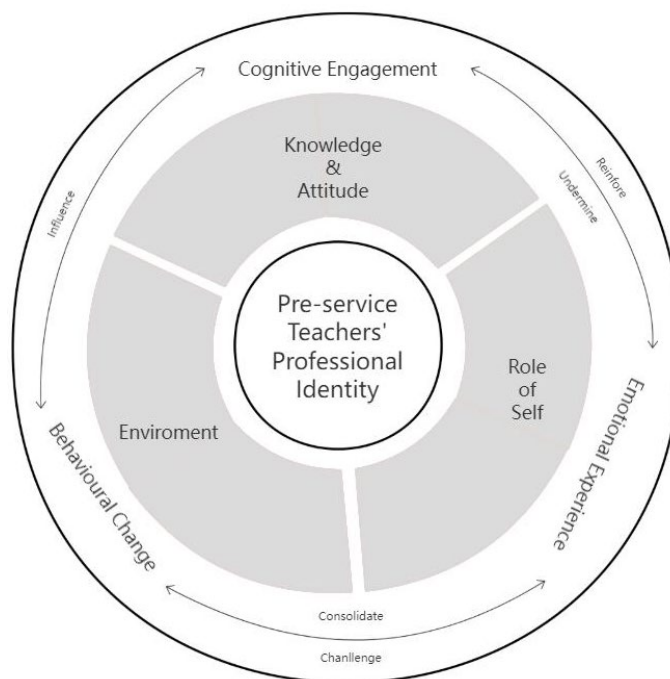 Cognitive Engagement
Influence
Reinfore
Undermine
Knowledge
&
Attitude
Pre-service
Teachers'
Professional
Identity
Role
of
Self
Enviroment
Behavioural Change
Emotional Experience
Consolidate
Chanllenge